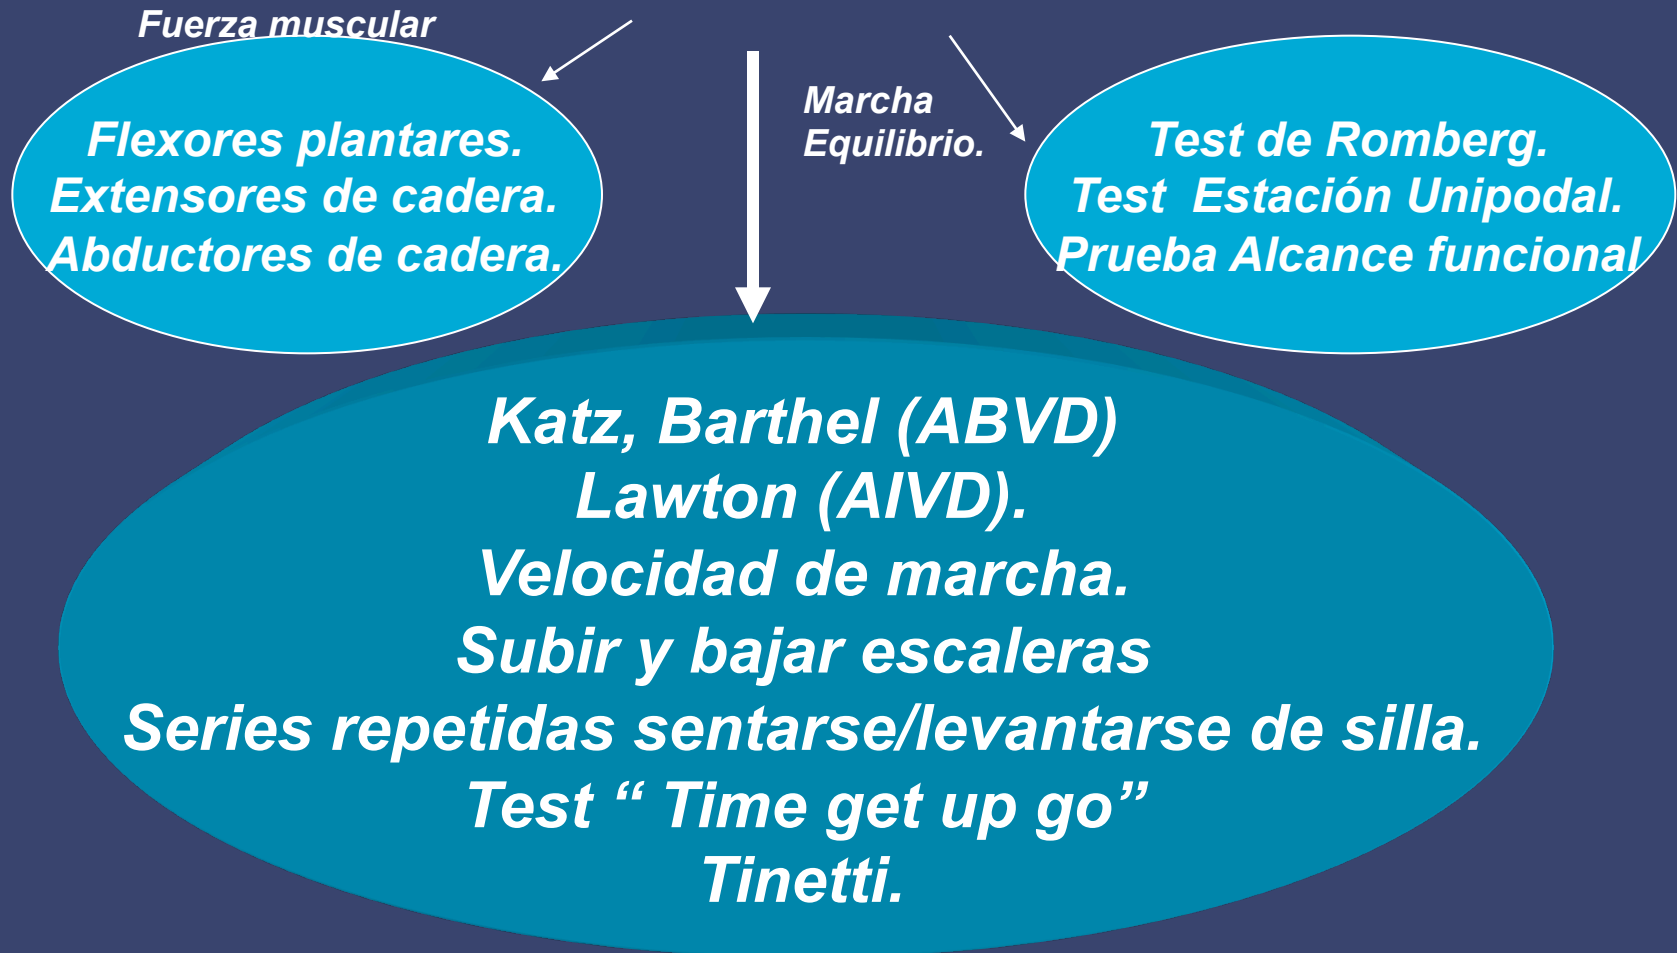 Fuerza muscular
Flexores plantares.
Extensores de cadera.
Abductores de cadera.
Marcha
Equilibrio.
Test de Romberg.
Test Estación Unipodal.
Prueba Alcance funcional
Katz, Barthel (ABVD)
Lawton (AIVD).
Velocidad de marcha.
Subir y bajar escaleras
Series repetidas sentarse/levantarse de silla.
Test “ Time get up go”
Tinetti.